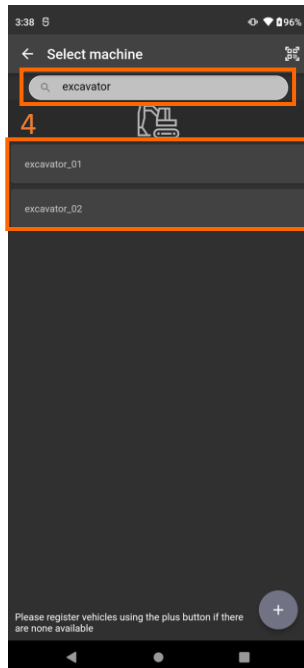 3:38 96%
Select machine
excavator
4
excavator_01
excavator_02
Please register vehicles using the plus button if there
are none available
+